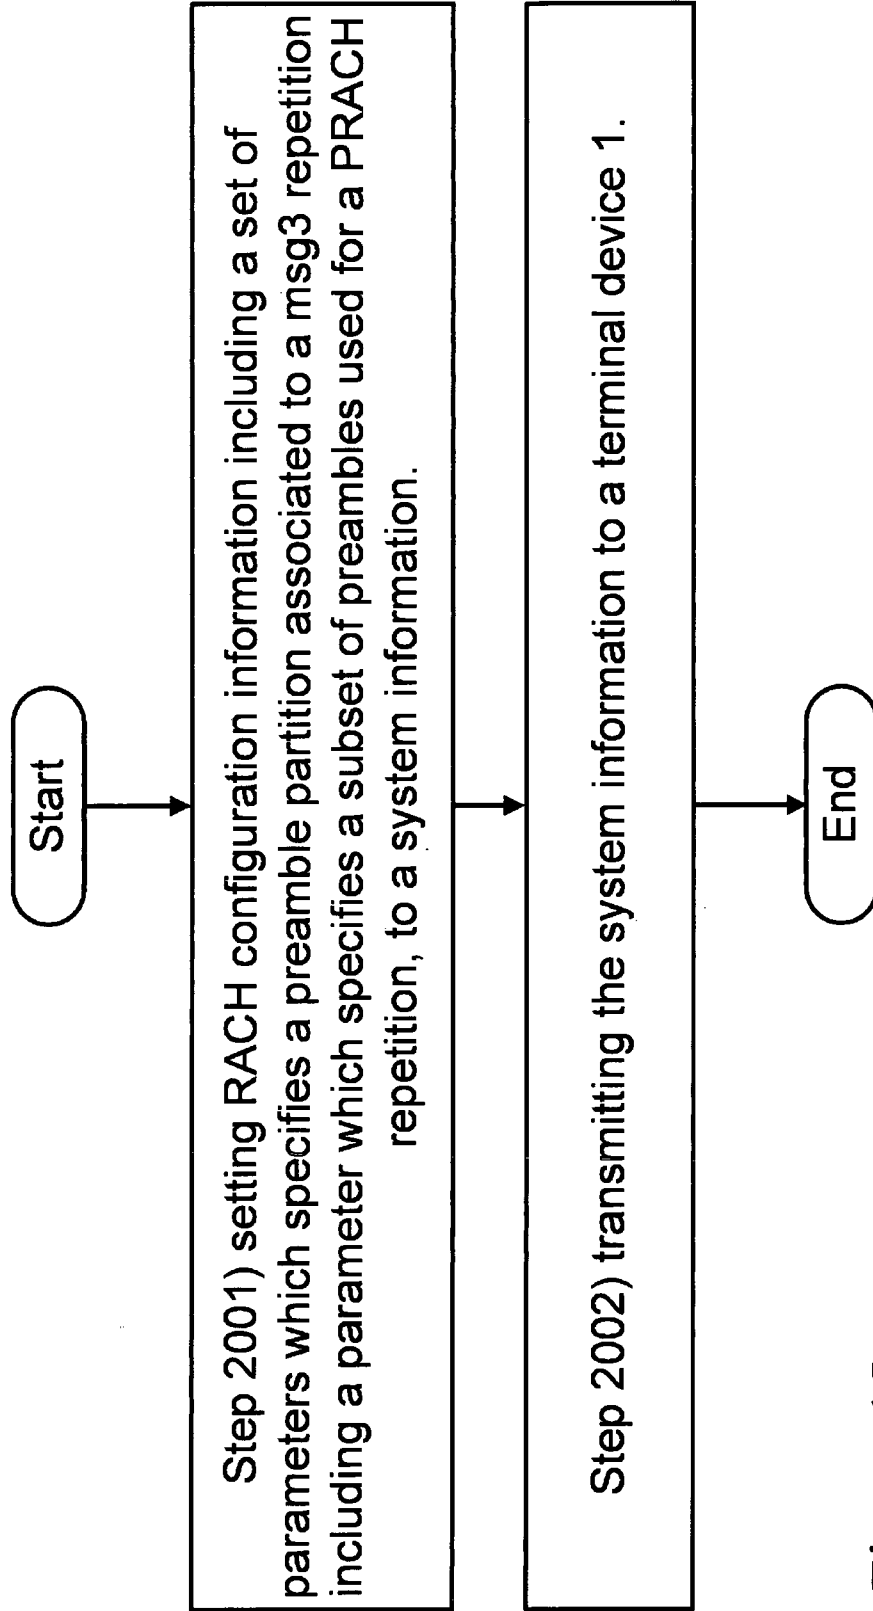 Start
Step 2001) setting RACH configuration information including a set of
parameters which specifies a preamble partition associated to a msg3 repetition
including a parameter which specifies a subset of preambles used for a PRACH
repetition, to a system information.
Step 2002) transmitting the system information to a terminal device 1.
End